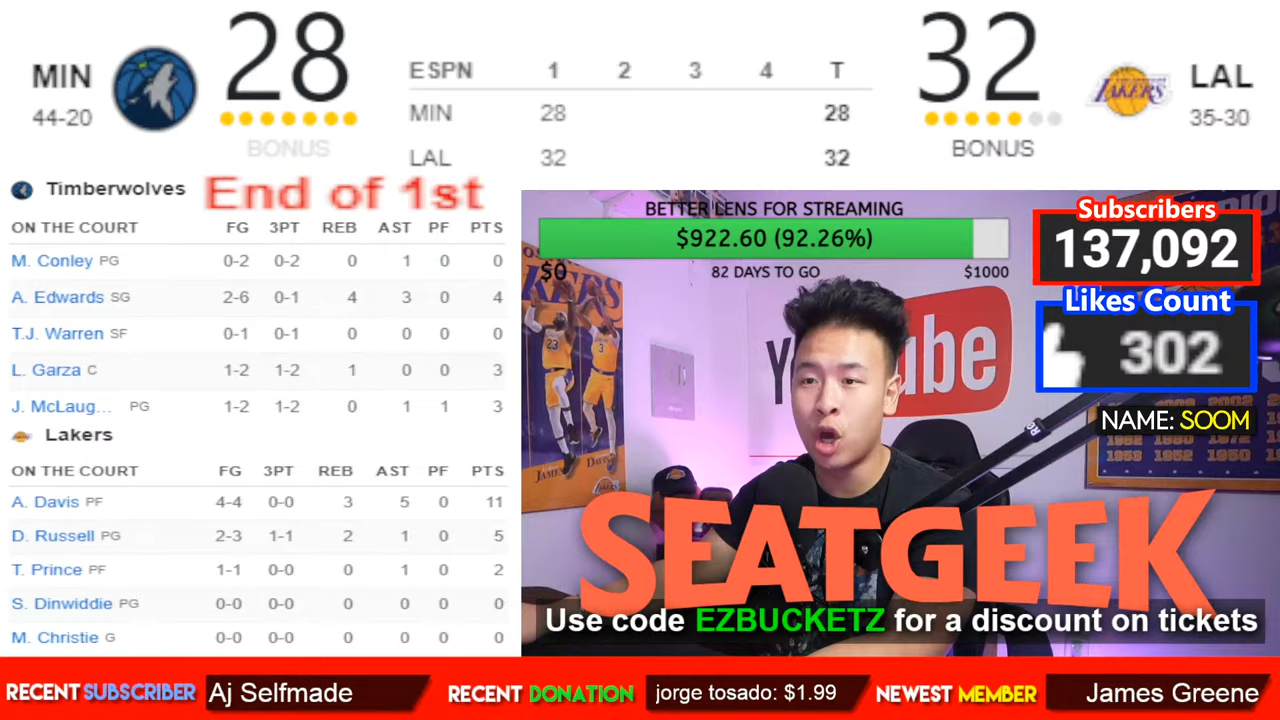 MIN
44-20
28
BONUS
ESPN 1 2 3 4 T
MIN 28 28
LAL 32 32
32
BONUS
LAKERS
LAL
35-30
Timberwolves
End of 1st
ON THE COURT FG 3PT REB AST PF PTS
M. Conley PG 0-2 0-2 0 1 0 0
A. Edwards SG 2-6 0-1 4 3 0 4
T.J. Warren SF 0-1 0-1 0 0 0 0
L. Garza C 1-2 1-2 1 0 0 3
J. McLaug... PG 1-2 1-2 0 1 1 3
Lakers
ON THE COURT FG 3PT REB AST PF PTS
A. Davis PF 4-4 0-0 3 5 0 11
D. Russell PG 2-3 1-1 2 1 0 5
T. Prince PF 1-1 0-0 0 1 0 2
S. Dinwiddie PG 0-0 0-0 0 0 0 0
M. Christie G 0-0 0-0 0 0 0 0
BETTER LENS FOR STREAMING
$922.60 (92.26%)
$0 82 DAYS TO GO $1000
Subscribers
137,092
Likes Count
302
NAME: SOOM
LAKERS
23
3
JAMES DAVIS
LAKERS
Y ube
SEATGEEK
Use code EZBUCKETZ for a discount on tickets
RECENT SUBSCRIBER Aj Selfmade
RECENT DONATION jorge tosado: $1.99
NEWEST MEMBER James Greene